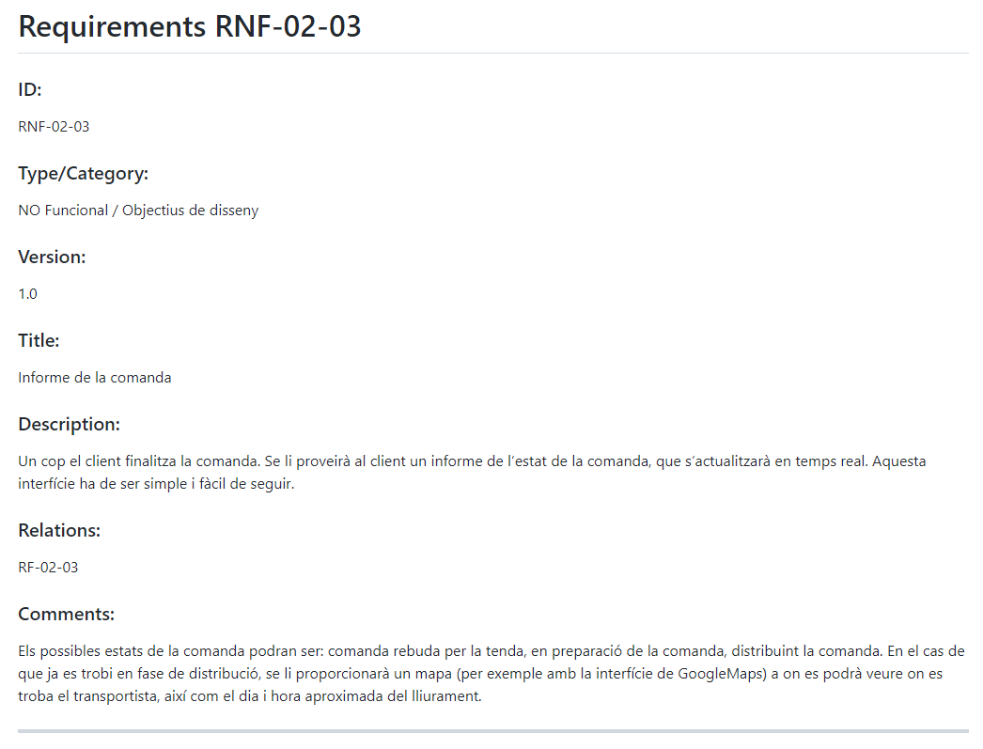 Requirements RNF-02-03
ID:
RNF-02-03
Type/Category:
NO Funcional / Objectius de disseny
Version:
1.0
Title:
Informe de la comanda
Description:
Un cop el client finalitza la comanda. Se li proveirà al client un informe de l'estat de la comanda, que s'actualitzarà en temps real. Aquesta
interfície ha de ser simple i fàcil de seguir.
Relations:
RF-02-03
Comments:
Els possibles estats de la comanda podran ser: comanda rebuda per la tenda, en preparació de la comanda, distribuint la comanda. En el cas de
que ja es trobi en fase de distribució, se li proporcionarà un mapa (per exemple amb la interfície de GoogleMaps) a on es podrà veure on es
troba el transportista, així com el dia i hora aproximada del lliurament.